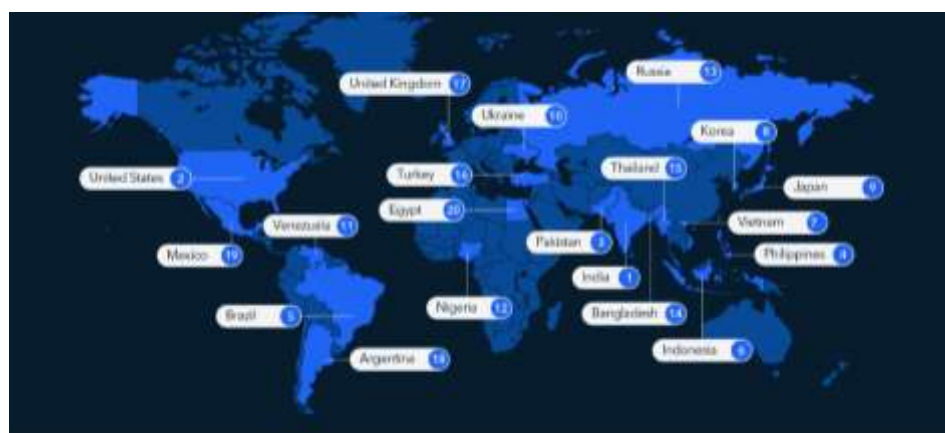 United Kingdom 17
Russia 13
Ukraine 10
Korea 8
United States 2
Turkey 16
Thailand 15
Japan 9
Egypt 20
Venezuela 11
Vietnam 7
Mexico 19
Pakistan 3
Philippines 4
India 1
Brazil 5
Nigeria 12
Bangladesh 14
Indonesia 6
Argentina 18